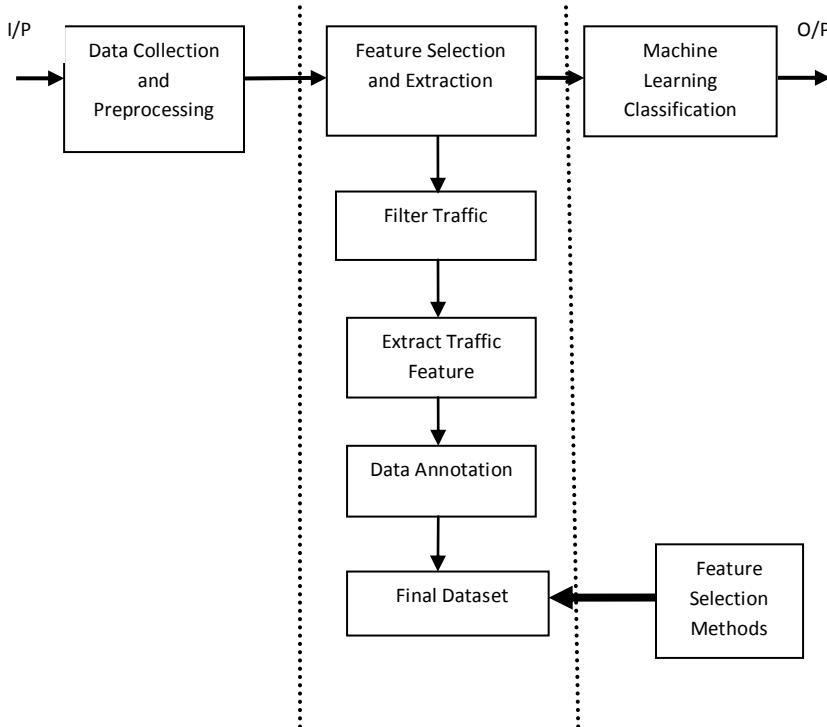 I/P
O/P
Data Collection
and
Preprocessing
Feature Selection
and Extraction
Machine
Learning
Classification
Filter Traffic
Extract Traffic
Feature
Data Annotation
Final Dataset
Feature
Selection
Methods